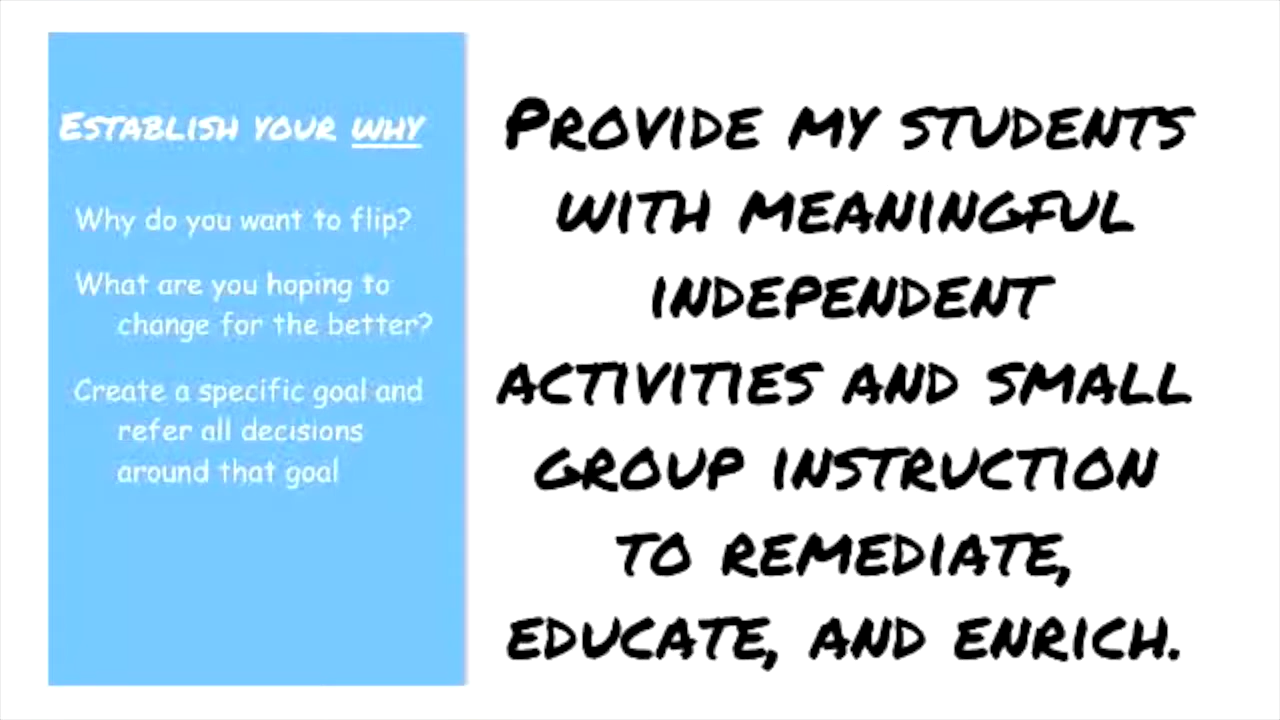 Establish your why
Why do you want to flip?
What are you hoping to
change for the better?
Create a specific goal and
refer all decisions
around that goal
Provide my students
with meaningful
independent
activities and small
group instruction
to remediate,
educate, and enrich.